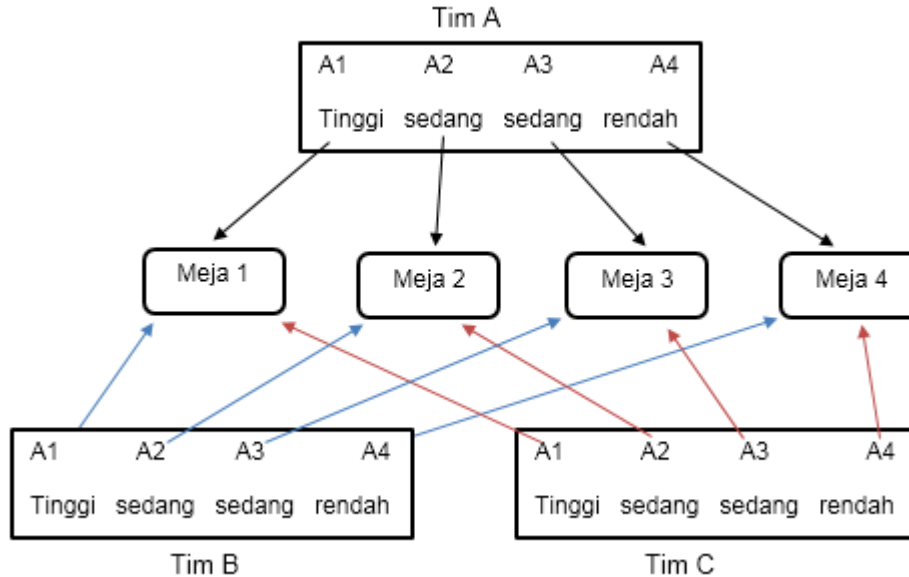 Tim A
A1 A2 A3 A4
Tinggi sedang sedang rendah
Meja 1 Meja 2 Meja 3 Meja 4
A1 A2 A3 A4
Tinggi sedang sedang rendah
Tim B
A1 A2 A3 A4
Tinggi sedang sedang rendah
Tim C